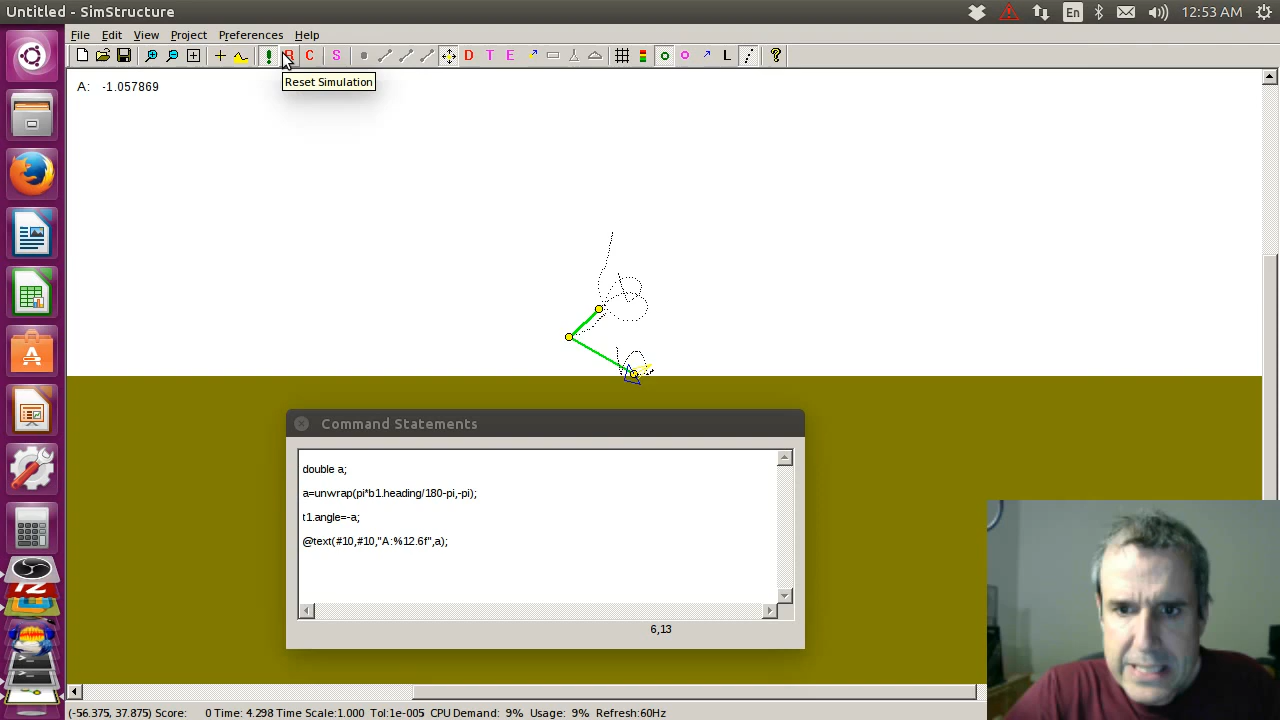 Untitled - SimStructure
En
12:53 AM
File Edit View Project Preferences Help
R C S D T E L ?
Reset Simulation
A: -1.057869
Command Statements
double a;
a=unwrap(pi*b1.heading/180-pi,-pi);
t1.angle=-a;
@text(#10,#10,"A:%12.6f",a);
6,13
(-56.375, 37.875) Score: 0 Time: 4.298 Time Scale:1.000 Tol:1e-005 CPU Demand: 9% Usage: 9% Refresh:60Hz